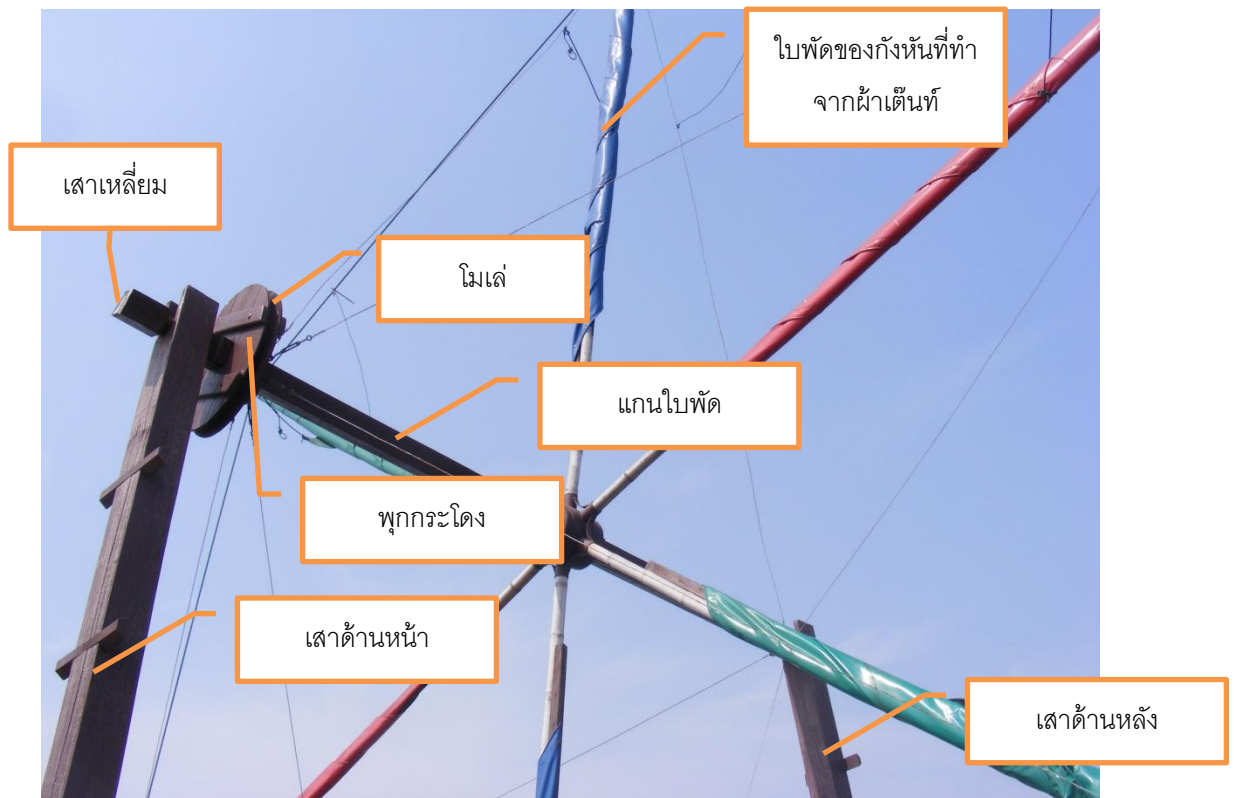 ใบพัดของกังหันที่ทำ
จากผ้าเต๊นท์
เสาเหลี่ยม
โมเล่
แกนใบพัด
พุกกระโดง
เสาด้านหน้า
เสาด้านหลัง